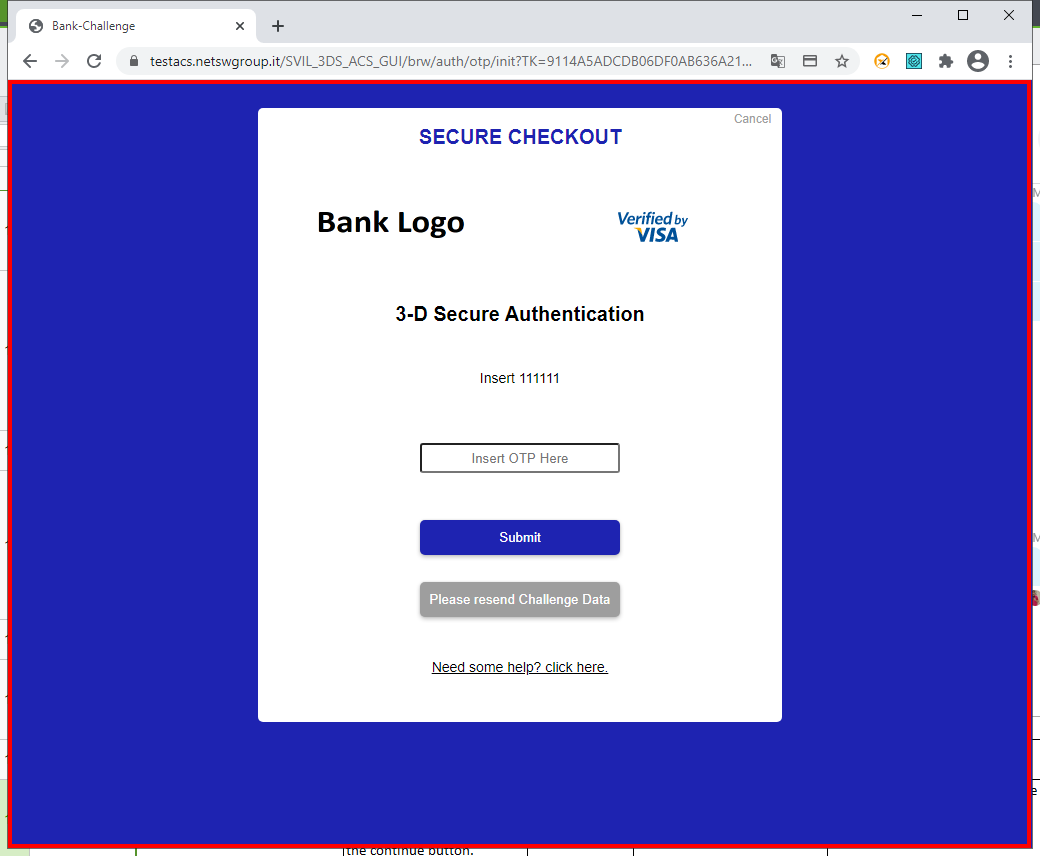 Bank-Challenge
testacs.netswgroup.it/SVIL_3DS_ACS_GUI/brw/auth/otp/init?TK=9114A5ADCDB06DF0AB636A21...
Cancel
SECURE CHECKOUT
Bank Logo
Verified by
VISA
3-D Secure Authentication
Insert 111111
Insert OTP Here
Submit
Please resend Challenge Data
Need some help? click here.
the continue button.